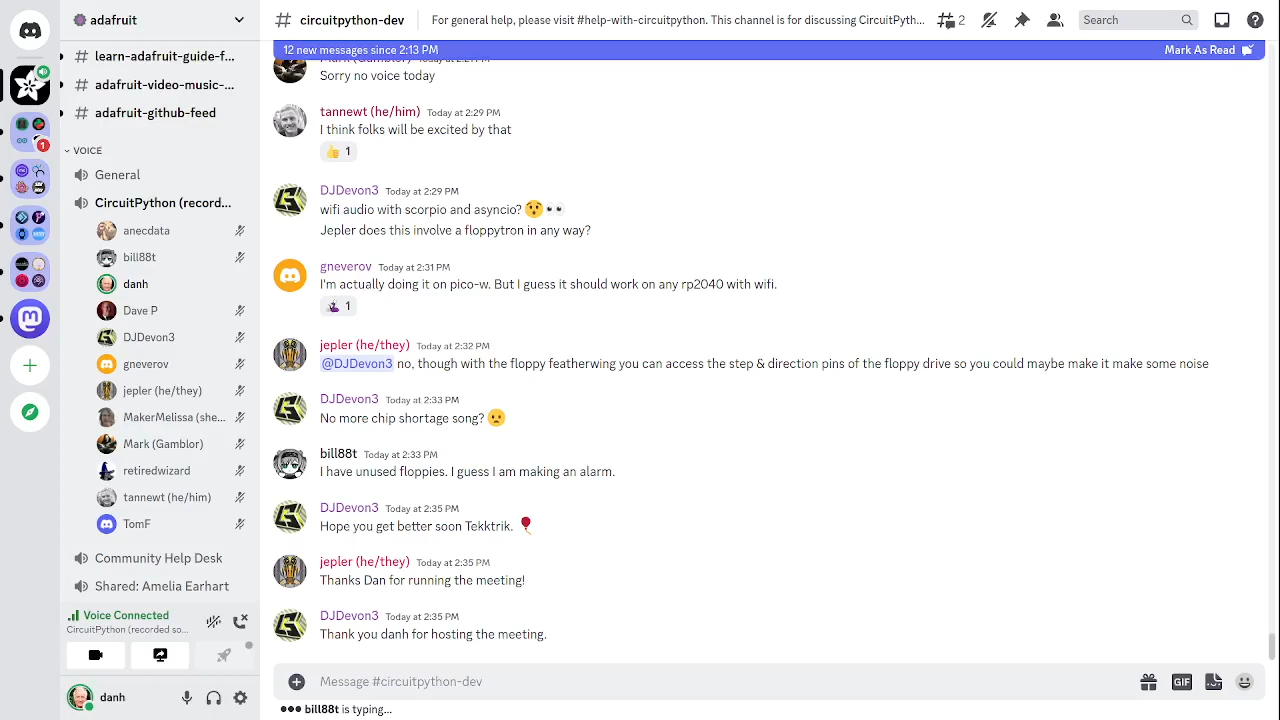 adafruit
circuitpython-dev
For general help, please visit #help-with-circuitpython. This channel is for discussing CircuitPyth...
2
Search
12 new messages since 2:13 PM
Mark As Read
learn-adafruit-guide-f...
adafruit-video-music-...
adafruit-github-feed
VOICE
General
CircuitPython (record...
anecdata
bill88t
danh
Dave P
DJDevon3
gneverov
jepler (he/they)
MakerMelissa (she...
Mark (Gamblor)
retiredwizard
tannewt (he/him)
TomF
Community Help Desk
Shared: Amelia Earhart
Voice Connected
CircuitPython (recorded so...
danh
1
Sorry no voice today
tannewt (he/him) Today at 2:29 PM
I think folks will be excited by that
👍 1
DJDevon3 Today at 2:29 PM
wifi audio with scorpio and asyncio? 😲 👀
Jepler does this involve a floppytron in any way?
gneverov Today at 2:31 PM
I'm actually doing it on pico-w. But I guess it should work on any rp2040 with wifi.
1
jepler (he/they) Today at 2:32 PM
@DJDevon3 no, though with the floppy featherwing you can access the step & direction pins of the floppy drive so you could maybe make it make some noise
DJDevon3 Today at 2:33 PM
No more chip shortage song? 😦
bill88t Today at 2:33 PM
I have unused floppies. I guess I am making an alarm.
DJDevon3 Today at 2:35 PM
Hope you get better soon Tekktrik. 🎈
jepler (he/they) Today at 2:35 PM
Thanks Dan for running the meeting!
DJDevon3 Today at 2:35 PM
Thank you danh for hosting the meeting.
Message #circuitpython-dev
GIF
bill88t is typing...